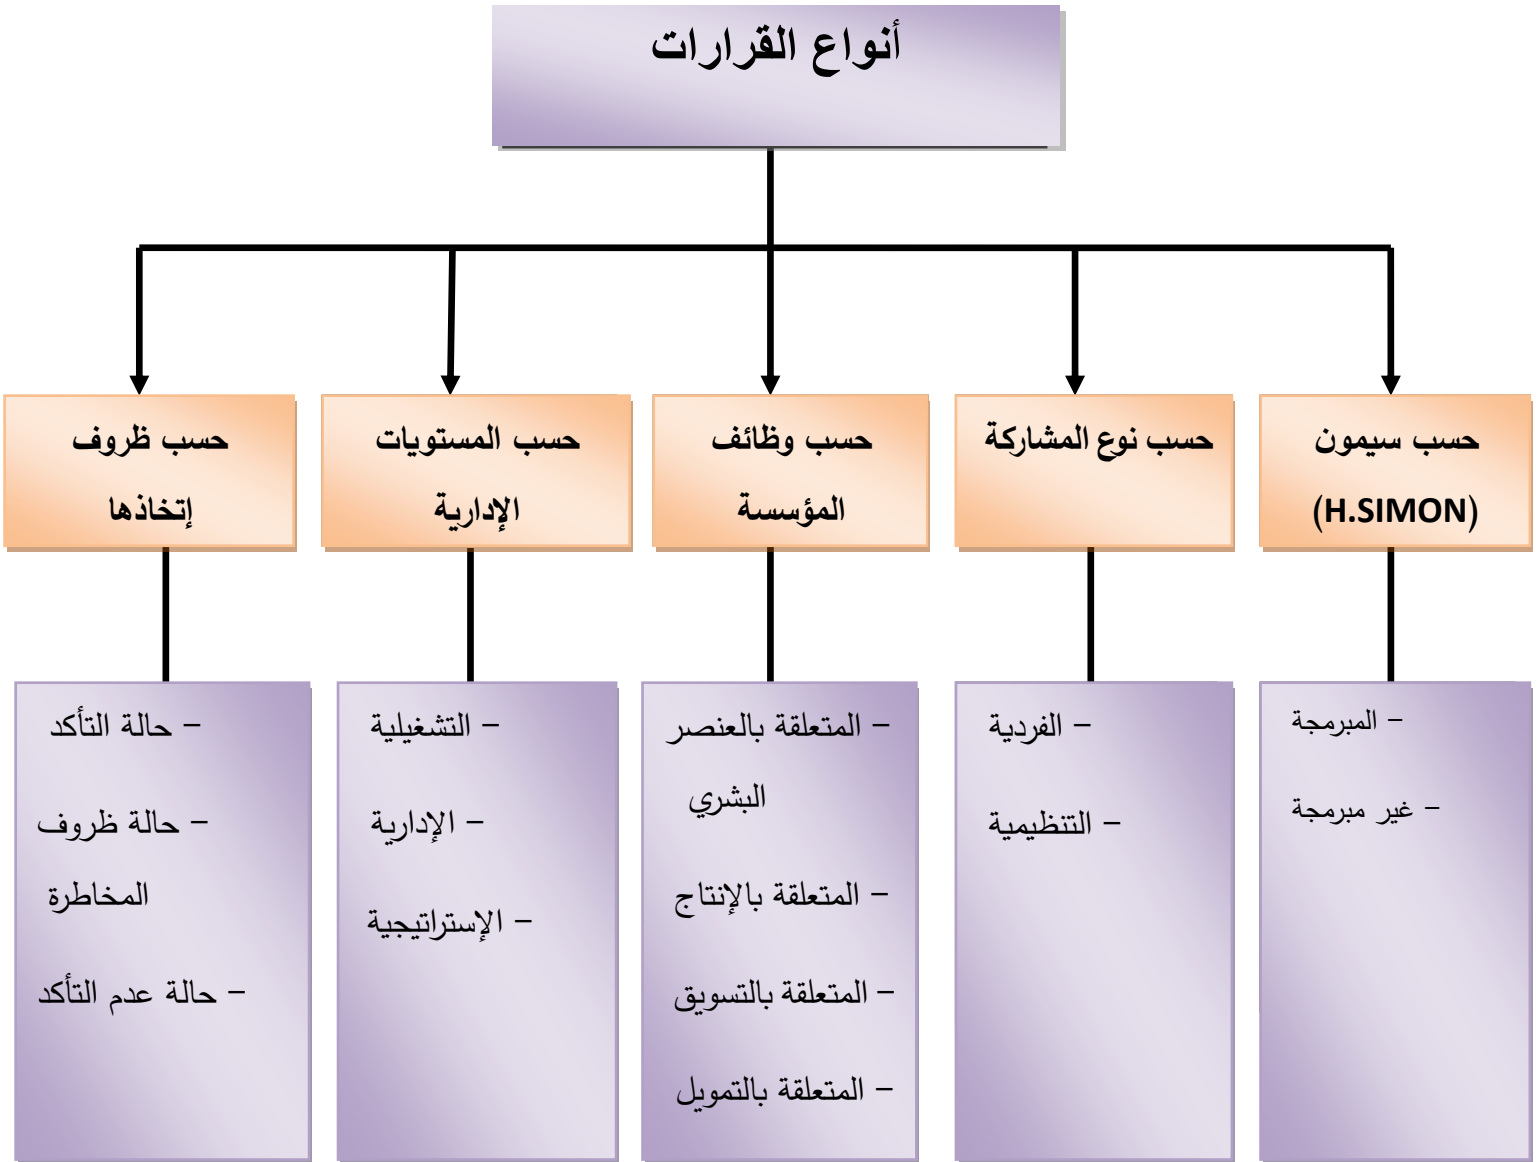 أنواع القرارات
حسب سيمون
(H.SIMON)
حسب نوع المشاركة
حسب وظائف
المؤسسة
حسب المستويات
الإدارية
حسب ظروف
إتخاذها
- المبرمجة
- غير مبرمجة
- الفردية
- التنظيمية
- المتعلقة بالعنصر
البشري
- المتعلقة بالإنتاج
- المتعلقة بالتسويق
- المتعلقة بالتمويل
- التشغيلية
- الإدارية
- الإستراتيجية
- حالة التأكد
- حالة ظروف
المخاطرة
- حالة عدم التأكد